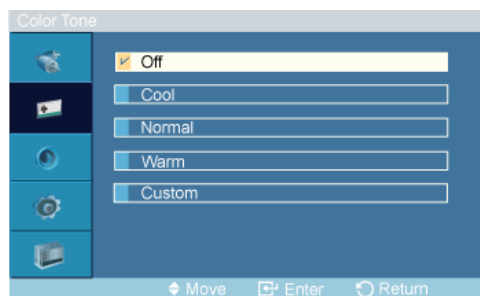 Color Tone
Off
Cool
Normal
Warm
Custom
Move Enter Return